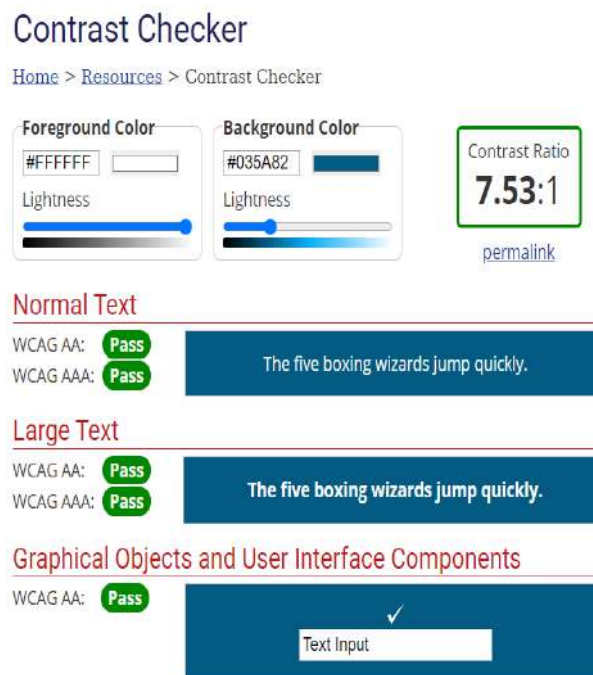 Contrast Checker
Home > Resources > Contrast Checker
Foreground Color
#FFFFFF
Lightness
Background Color
#035A82
Lightness
Contrast Ratio
7.53:1
permalink
Normal Text
WCAG AA: Pass
WCAG AAA: Pass
The five boxing wizards jump quickly.
Large Text
WCAG AA: Pass
WCAG AAA: Pass
The five boxing wizards jump quickly.
Graphical Objects and User Interface Components
WCAG AA: Pass
✓
Text Input